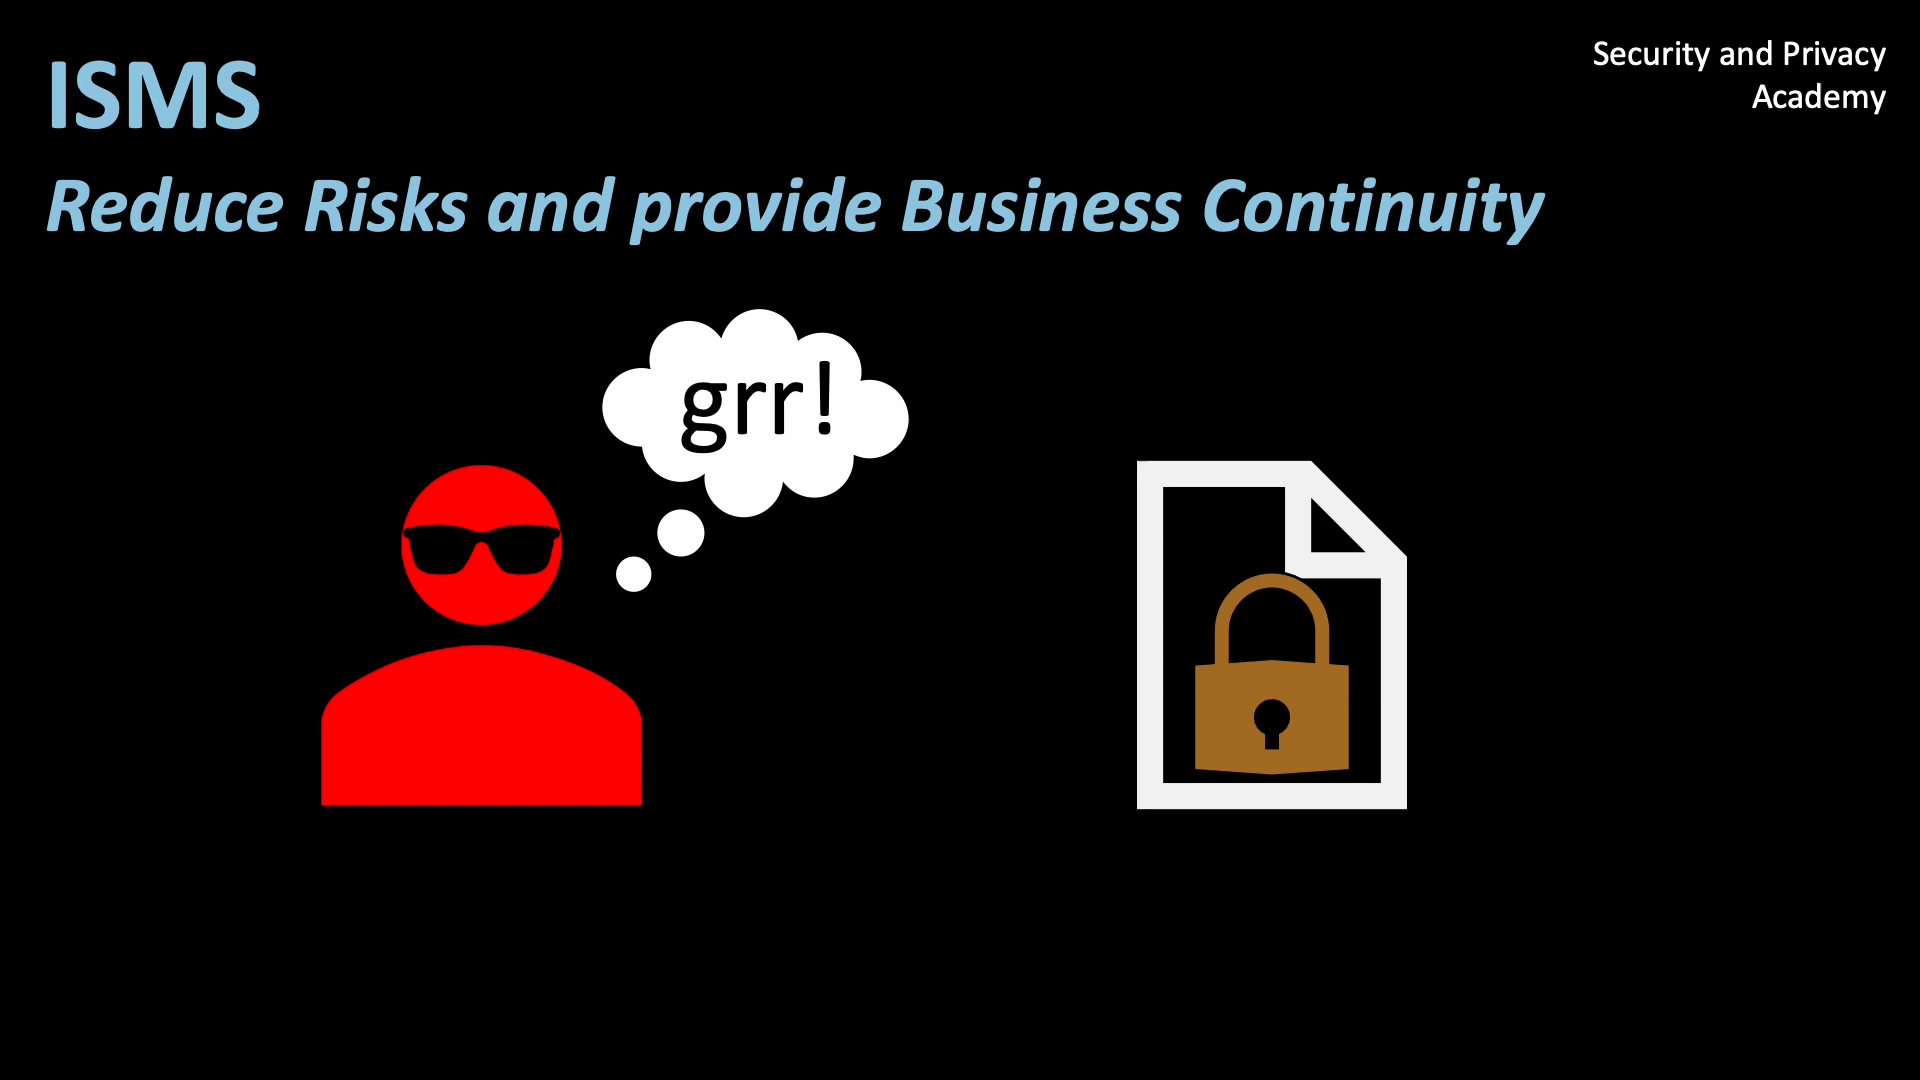 ISMS
Security and Privacy
Academy
Reduce Risks and provide Business Continuity
grr!